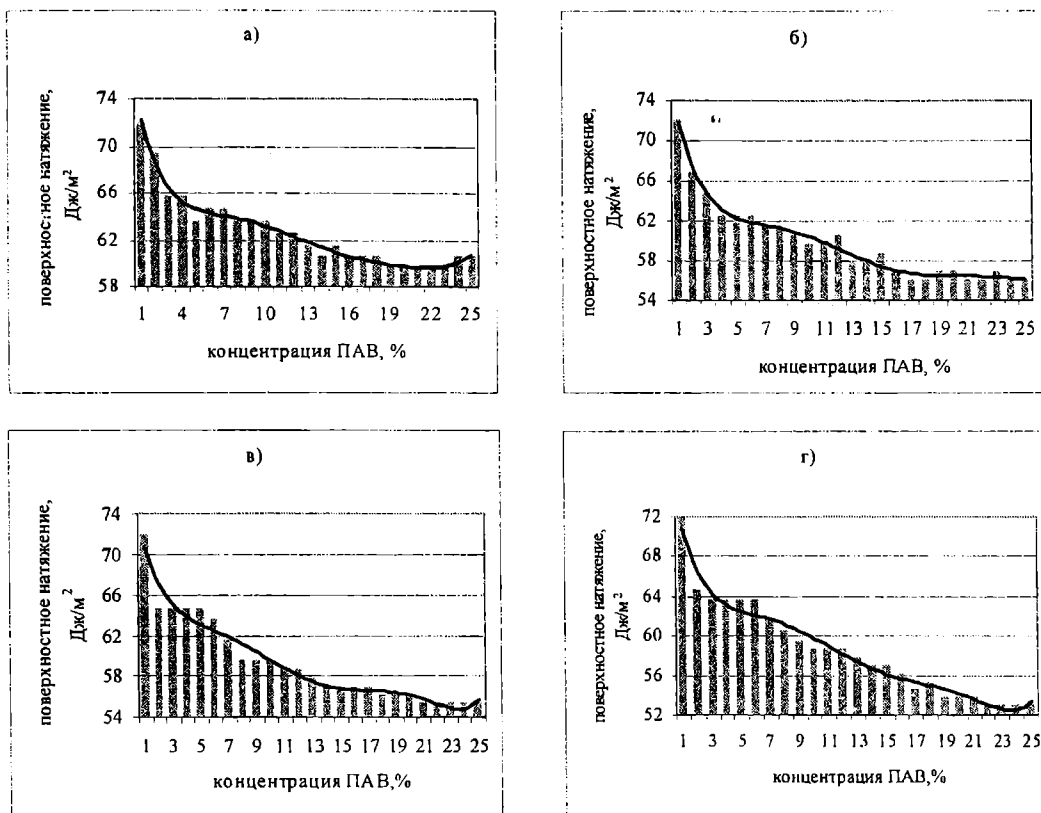 а)
поверхностное натяжение,
Дж/м²
74
70
66
62
58
1 4 7 10 13 16 19 22 25
концентрация ПАВ, %
б)
поверхностное натяжение,
Дж/м²
74
70
66
62
58
54
1 3 5 7 9 11 13 15 17 19 21 23 25
концентрация ПАВ, %
в)
поверхностное натяжение,
Дж/м²
74
70
66
62
58
54
1 3 5 7 9 11 13 15 17 19 21 23 25
концентрация ПАВ,%
г)
поверхностное натяжение,
Дж/м²
72
68
64
60
56
52
1 3 5 7 9 11 13 15 17 19 21 23 25
концентрация ПАВ,%